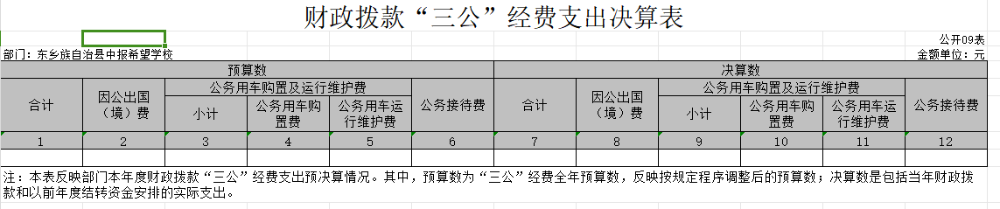 财政拨款“三公”经费支出决算表
公开09表
部门：东乡族自治县中报希望学校 金额单位：元
预算数 决算数
合计 因公出国（境）费 公务用车购置及运行维护费 公务接待费 合计 因公出国（境）费 公务用车购置及运行维护费 公务接待费
小计 公务用车购置费 公务用车运行维护费 小计 公务用车购置费 公务用车运行维护费
1 2 3 4 5 6 7 8 9 10 11 12
注：本表反映部门本年度财政拨款“三公”经费支出预决算情况。其中，预算数为“三公”经费全年预算数，反映按规定程序调整后的预算数；决算数是包括当年财政拨
款和以前年度结转资金安排的实际支出。